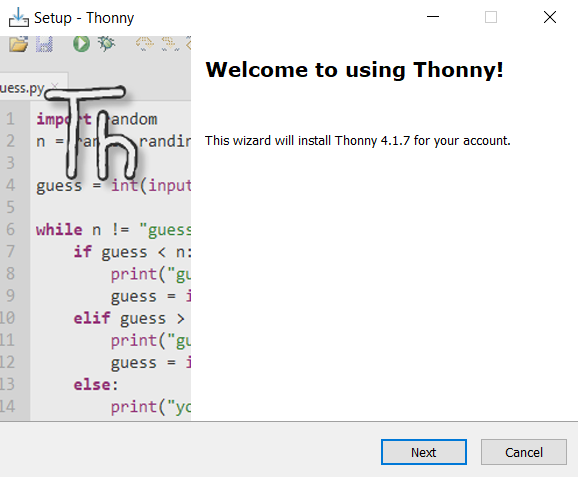 Setup - Thonny
Welcome to using Thonny!
This wizard will install Thonny 4.1.7 for your account.
uess.py
Th
1 import random
2 n = ran randin
3
4 guess = int(input
5
6 while n != "guess
7 if guess < n:
8 print("gu
9 guess = i
10 elif guess >
11 print("gu
12 guess = i
13 else:
14 print("yo
Next
Cancel